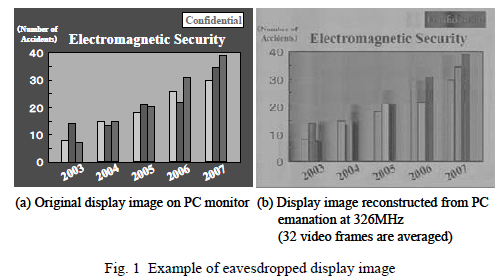 Confidential
(Number of
Accidents) Electromagnetic Security
40
30
20
10
0
2003 2004 2005 2006 2007
(a) Original display image on PC monitor
Confidential
(Number of
Accidents) Electromagnetic Security
40
30
20
10
0
2003 2004 2005 2006 2007
(b) Display image reconstructed from PC
emanation at 326MHz
(32 video frames are averaged)
Fig. 1 Example of eavesdropped display image